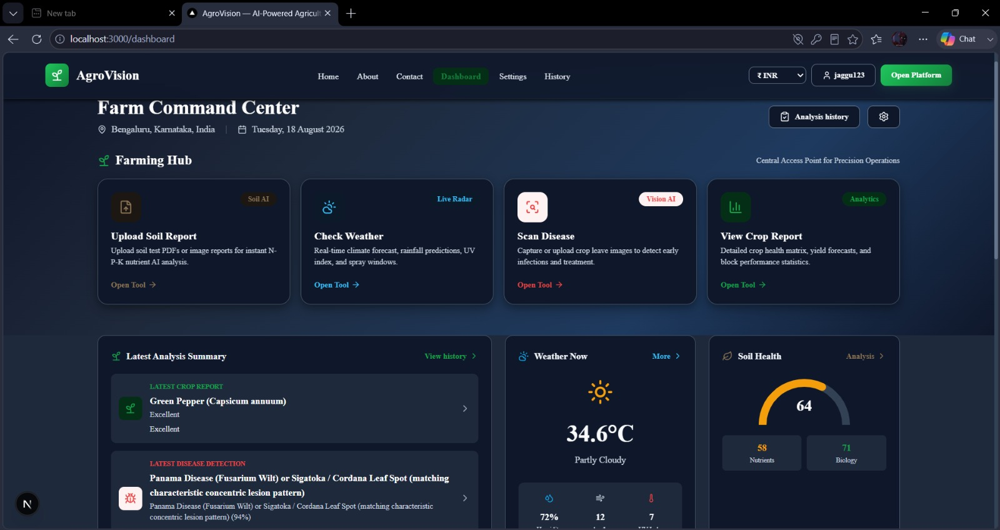 New tab
AgroVision — AI-Powered Agricult
localhost:3000/dashboard
Chat
AgroVision
Home
About
Contact
Dashboard
Settings
History
₹ INR
jaggu123
Open Platform
Farm Command Center
Bengaluru, Karnataka, India
Tuesday, 18 August 2026
Analysis history
Farming Hub
Central Access Point for Precision Operations
Soil AI
Upload Soil Report
Upload soil test PDFs or image reports for instant N-
P-K nutrient AI analysis.
Open Tool →
Live Radar
Check Weather
Real-time climate forecast, rainfall predictions, UV
index, and spray windows.
Open Tool →
Vision AI
Scan Disease
Capture or upload crop leave images to detect early
infections and treatment.
Open Tool →
Analytics
View Crop Report
Detailed crop health matrix, yield forecasts, and
block performance statistics.
Open Tool →
Latest Analysis Summary
View history
LATEST CROP REPORT
Green Pepper (Capsicum annuum)
Excellent
Excellent
LATEST DISEASE DETECTION
Panama Disease (Fusarium Wilt) or Sigatoka / Cordana Leaf Spot (matching
characteristic concentric lesion pattern)
Panama Disease (Fusarium Wilt) or Sigatoka / Cordana Leaf Spot (matching characteristic
concentric lesion pattern) (94%)
Weather Now
More
34.6°C
Partly Cloudy
72%
12
7
Soil Health
Analysis
64
58
Nutrients
71
Biology
N